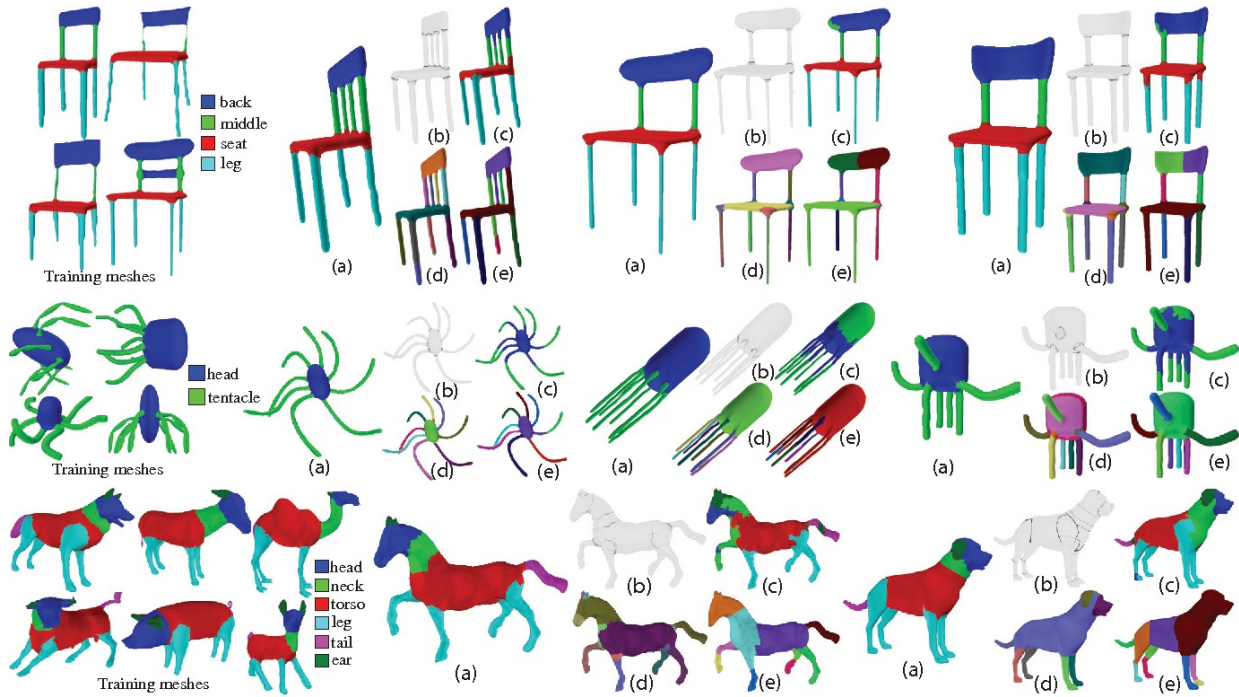 back
middle
seat
leg
Training meshes
(a)
(b)
(c)
(d)
(e)
(a)
(b)
(c)
(d)
(e)
(a)
(b)
(c)
(d)
(e)
head
tentacle
Training meshes
(a)
(b)
(c)
(d)
(e)
(a)
(b)
(c)
(d)
(e)
(a)
(b)
(c)
(d)
(e)
head
neck
torso
leg
tail
ear
Training meshes
(a)
(b)
(c)
(d)
(e)
(a)
(b)
(c)
(d)
(e)